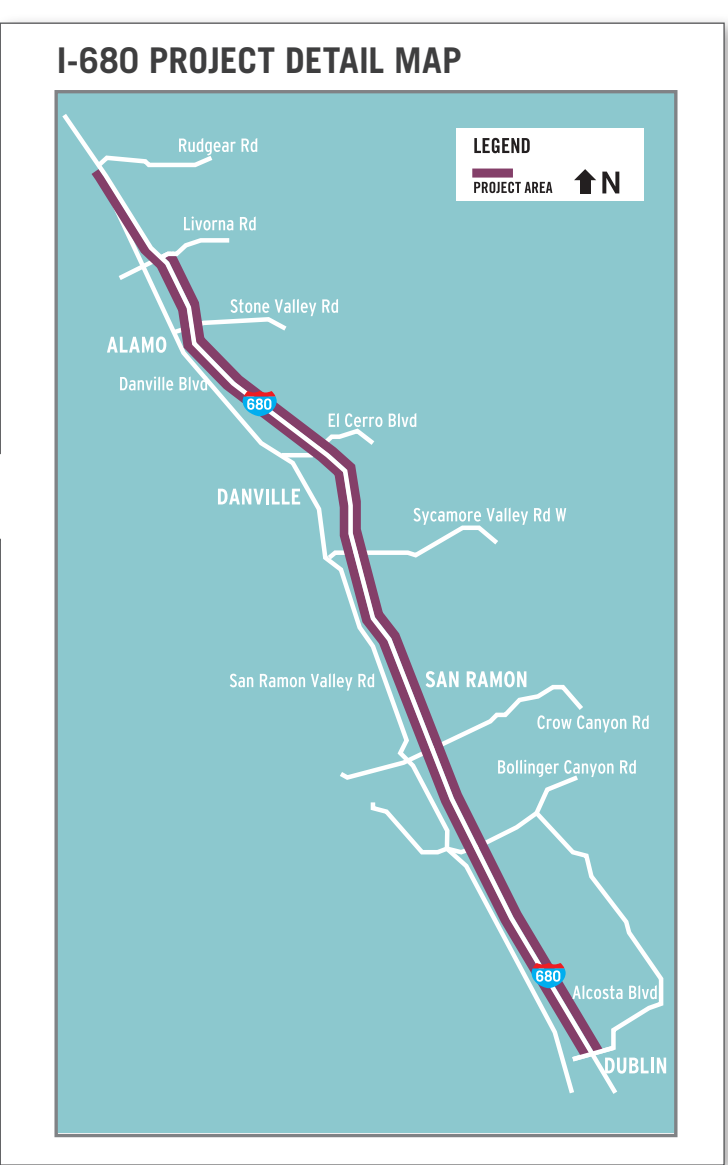 I-680 PROJECT DETAIL MAP
LEGEND
PROJECT AREA
N
Rudgear Rd
Livorna Rd
Stone Valley Rd
ALAMO
Danville Blvd
680
El Cerro Blvd
DANVILLE
Sycamore Valley Rd W
San Ramon Valley Rd
SAN RAMON
Crow Canyon Rd
Bollinger Canyon Rd
680
Alcosta Blvd
DUBLIN